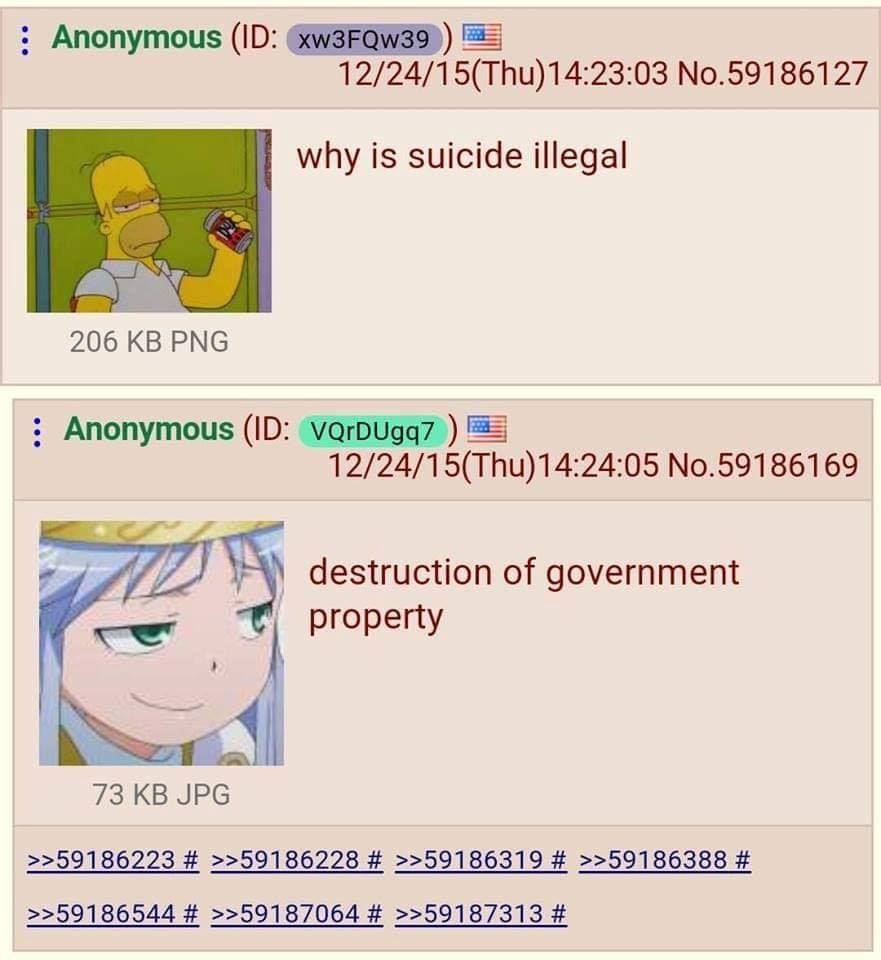 Anonymous (ID: xw3FQw39)
12/24/15(Thu)14:23:03 No.59186127
why is suicide illegal
206 KB PNG
Anonymous (ID: VQrDUgq7)
12/24/15(Thu)14:24:05 No.59186169
destruction of government
property
73 KB JPG
>>59186223 # >>59186228 # >>59186319 # >>59186388 #
>>59186544 # >>59187064 # >>59187313 #